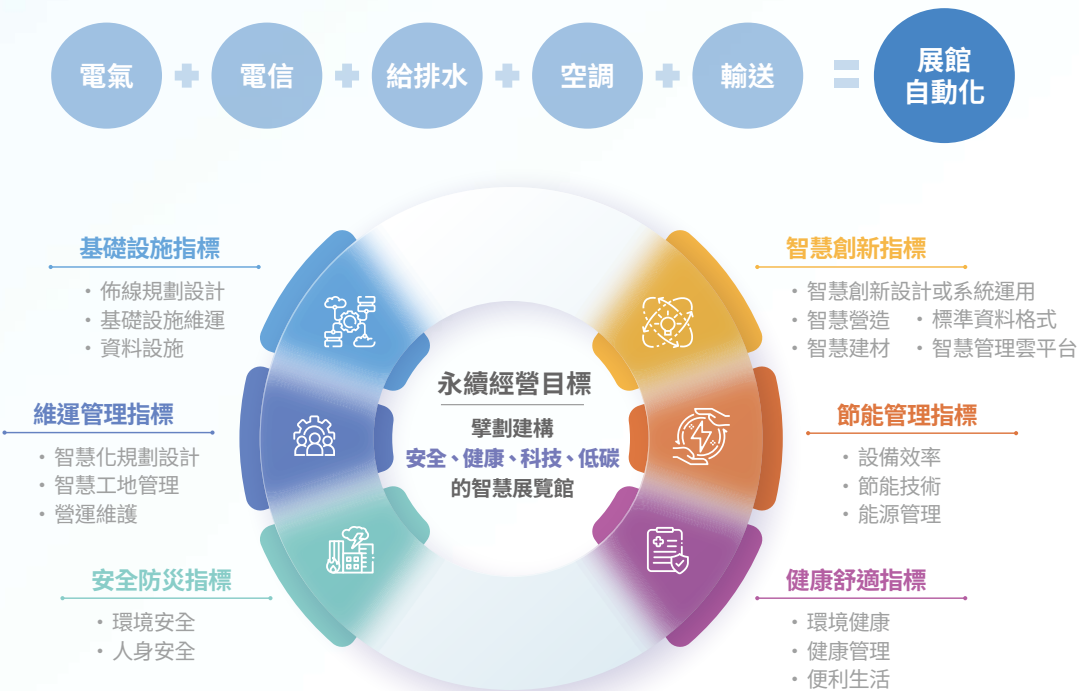 電氣 + 電信 + 給排水 + 空調 + 輸送 = 展館
自動化
基礎設施指標
・佈線規劃設計
・基礎設施維運
・資料設施
維運管理指標
・智慧化規劃設計
・智慧工地管理
・營運維護
安全防災指標
・環境安全
・人身安全
永續經營目標
擘劃建構
安全、健康、科技、低碳
的智慧展覽館
智慧創新指標
・智慧創新設計或系統運用
・智慧營造 ・標準資料格式
・智慧建材 ・智慧管理雲平台
節能管理指標
・設備效率
・節能技術
・能源管理
健康舒適指標
・環境健康
・健康管理
・便利生活